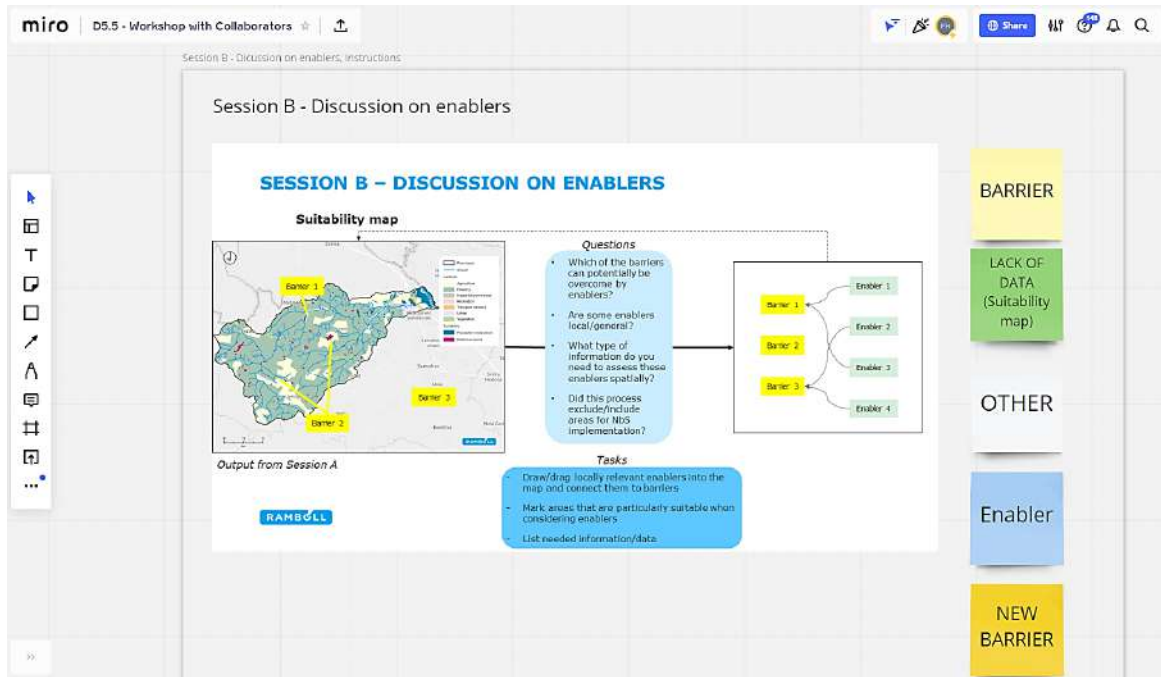 miro
D5.5 - Workshop with Collaborators
Share
Session B - Dicussion on enablers, instructions
Session B - Discussion on enablers
SESSION B – DISCUSSION ON ENABLERS
Suitability map
Barrier 1
Barrier 2
Barrier 3
RAMBOLL
Output from Session A
RAMBOLL
Questions
• Which of the barriers
can potentially be
overcome by
enablers?
• Are some enablers
local/general?
• What type of
information do you
need to assess these
enablers spatially?
• Did this process
exclude/include
areas for NbS
implementation?
Tasks
- Draw/drag locally relevant enablers into the
map and connect them to barriers
- Mark areas that are particularly suitable when
considering enablers
- List needed information/data
Barrier 1
Barrier 2
Barrier 3
Enabler 1
Enabler 2
Enabler 3
Enabler 4
BARRIER
LACK OF
DATA
(Suitability
map)
OTHER
Enabler
NEW
BARRIER